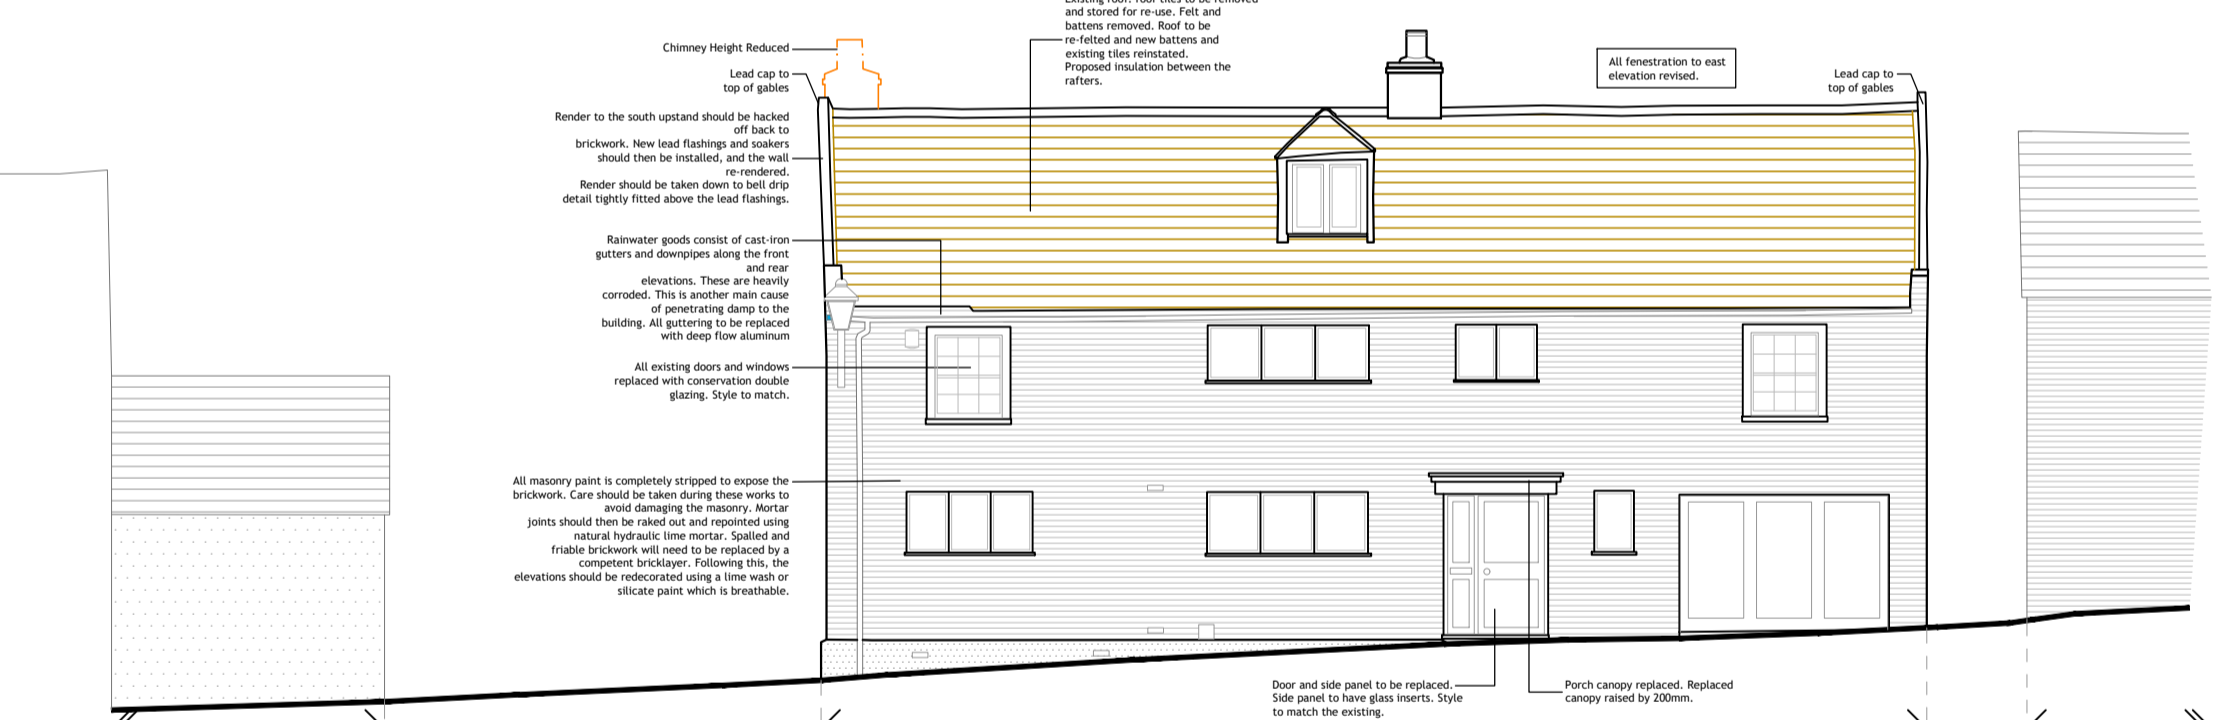 Existing roof. roof tiles to be removed
and stored for re-use. Felt and
battens removed. Roof to be
re-felted and new battens and
existing tiles reinstated.
Proposed insulation between the
rafters.
Chimney Height Reduced
Lead cap to
top of gables
Render to the south upstand should be hacked
off back to
brickwork. New lead flashings and soakers
should then be installed, and the wall
re-rendered.
Render should be taken down to bell drip
detail tightly fitted above the lead flashings.
Rainwater goods consist of cast-iron
gutters and downpipes along the front
and rear
elevations. These are heavily
corroded. This is another main cause
of penetrating damp to the
building. All guttering to be replaced
with deep flow aluminum
All existing doors and windows
replaced with conservation double
glazing. Style to match.
All masonry paint is completely stripped to expose the
brickwork. Care should be taken during these works to
avoid damaging the masonry. Mortar
joints should then be raked out and repointed using
natural hydraulic lime mortar. Spalled and
friable brickwork will need to be replaced by a
competent bricklayer. Following this, the
elevations should be redecorated using a lime wash or
silicate paint which is breathable.
All fenestration to east
elevation revised.
Lead cap to
top of gables
Door and side panel to be replaced.
Side panel to have glass inserts. Style
to match the existing.
Porch canopy replaced. Replaced
canopy raised by 200mm.